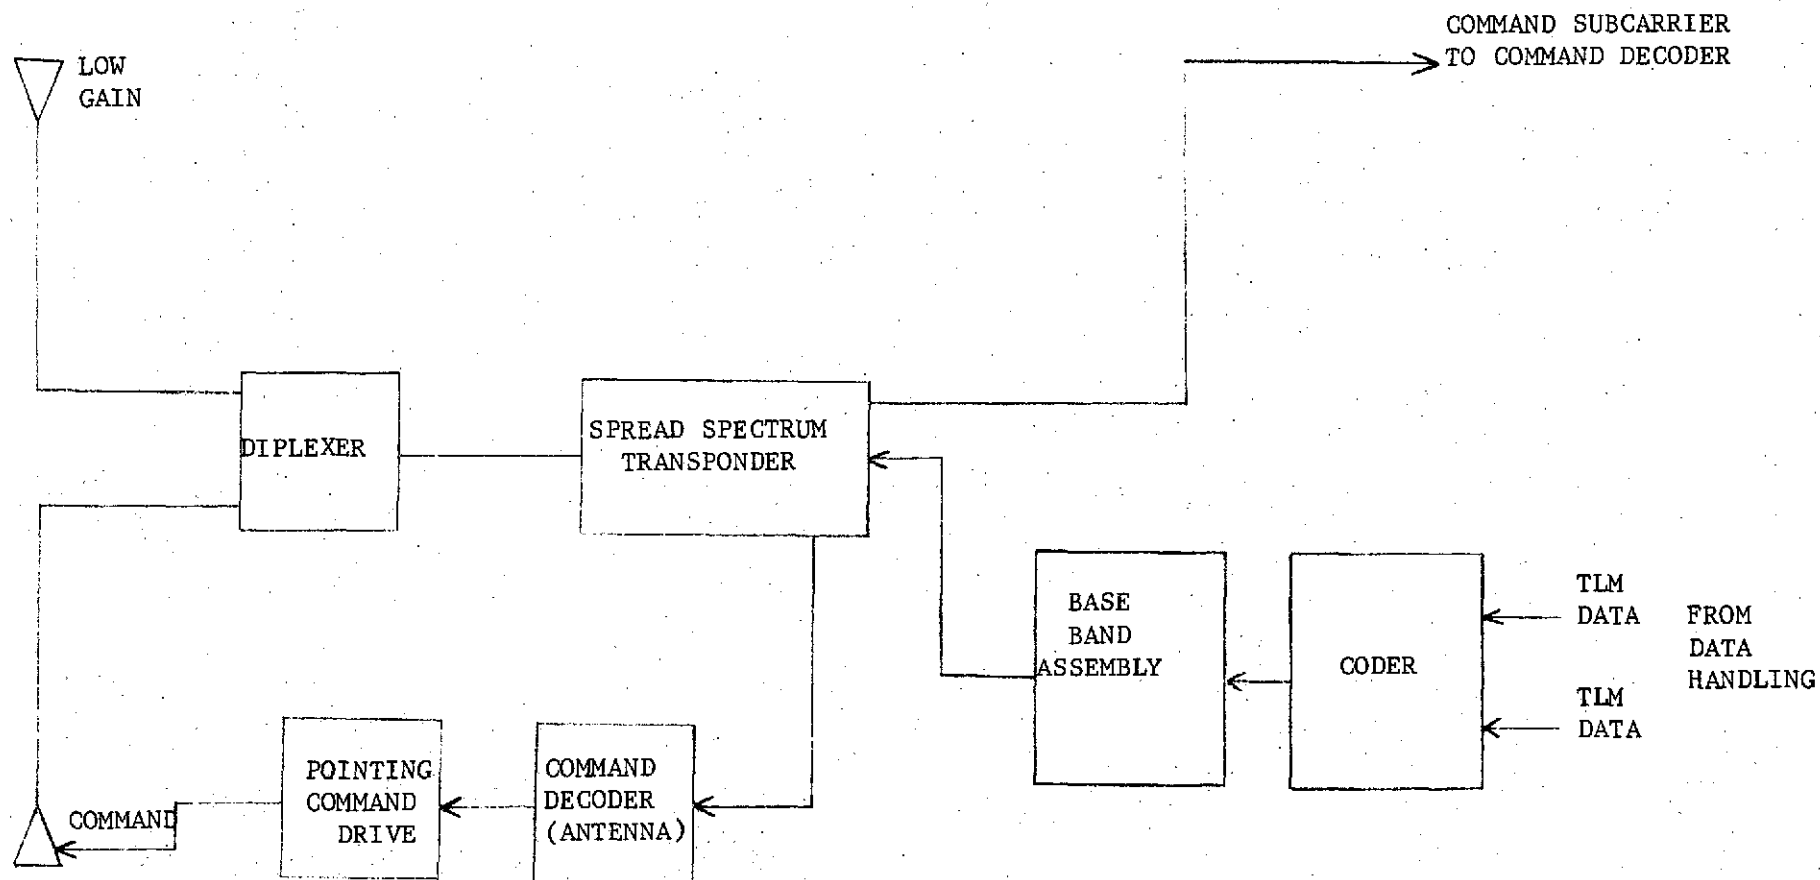 COMMAND SUBCARRIER
TO COMMAND DECODER
LOW
GAIN
DIPLEXER
SPREAD SPECTRUM
TRANSPONDER
BASE
BAND
ASSEMBLY
CODER
TLM
DATA
FROM
DATA
HANDLING
TLM
DATA
POINTING
COMMAND
DRIVE
COMMAND
DECODER
(ANTENNA)
COMMAND